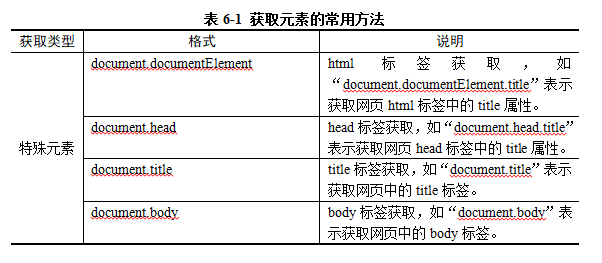 表 6-1 获取元素的常用方法
获取类型 格式 说明
特殊元素
document.documentElement
html 标签获取，如
“document.documentElement.title”表示
获取网页 html 标签中的 title 属性。
document.head
head 标签获取，如“document.head.title”
表示获取网页 head 标签中的 title 属性。
document.title
title 标签获取，如“document.title”表示
获取网页中的 title 标签。
document.body
body 标签获取，如“document.body”表
示获取网页中的 body 标签。